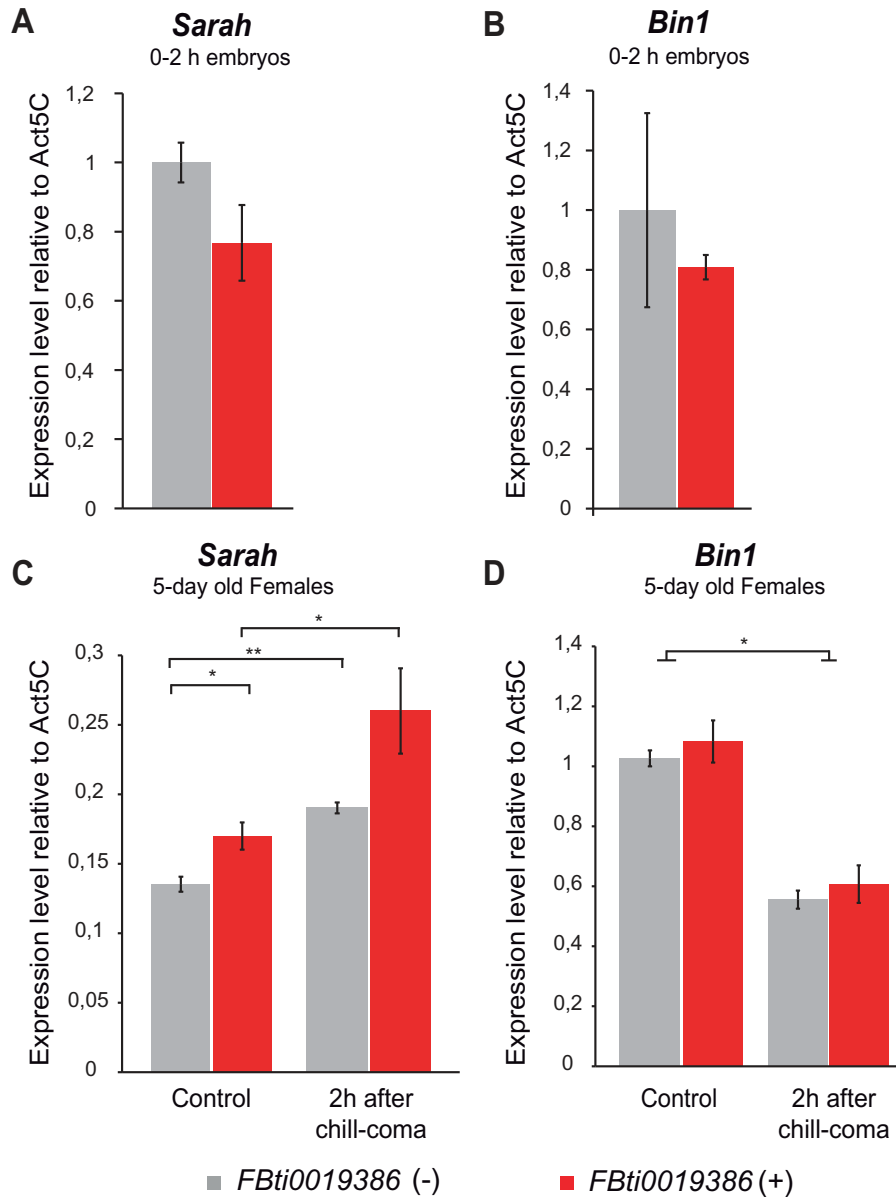 A
Sarah
0-2 h embryos
Expression level relative to Act5C
1,2
1
0,8
0,6
0,4
0,2
0
B
Bin1
0-2 h embryos
Expression level relative to Act5C
1,4
1,2
1
0,8
0,6
0,4
0,2
0
C
Sarah
5-day old Females
Expression level relative to Act5C
0,3
0,25
0,2
0,15
0,1
0,05
0
*
**
*
Control
2h after
chill-coma
D
Bin1
5-day old Females
Expression level relative to Act5C
1,4
1,2
1
0,8
0,6
0,4
0,2
0
*
Control
2h after
chill-coma
FBti0019386 (-)
FBti0019386 (+)